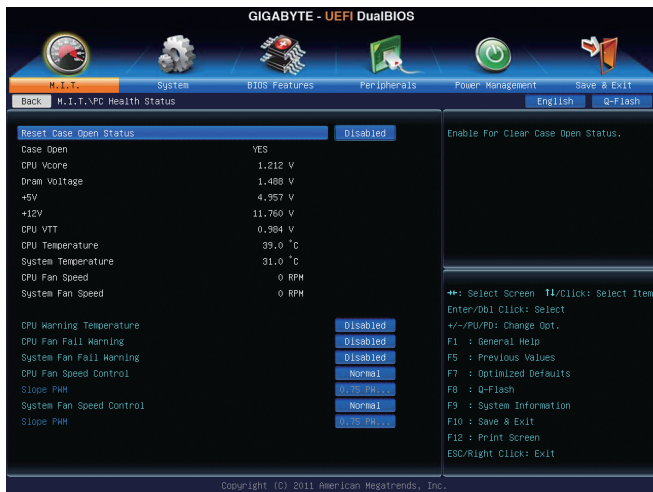 GIGABYTE - UEFI DualBIOS
M.I.T. System BIOS Features Peripherals Power Management Save & Exit
Back M.I.T.\PC Health Status English Q-Flash
Reset Case Open Status Disabled
Enable For Clear Case Open Status.
Case Open YES
CPU Vcore 1.212 V
Dram Voltage 1.488 V
+5V 4.957 V
+12V 11.760 V
CPU VTT 0.984 V
CPU Temperature 39.0 °C
System Temperature 31.0 °C
CPU Fan Speed 0 RPM
System Fan Speed 0 RPM
CPU Warning Temperature Disabled
CPU Fan Fail Warning Disabled
System Fan Fail Warning Disabled
CPU Fan Speed Control Normal
Slope PWM 0.75 PW...
System Fan Speed Control Normal
Slope PWM 0.75 PW...
→←: Select Screen ↑↓/Click: Select Item
Enter/Dbl Click: Select
+/-/PU/PD: Change Opt.
F1 : General Help
F5 : Previous Values
F7 : Optimized Defaults
F8 : Q-Flash
F9 : System Information
F10 : Save & Exit
F12 : Print Screen
ESC/Right Click: Exit
Copyright (C) 2011 American Megatrends, Inc.